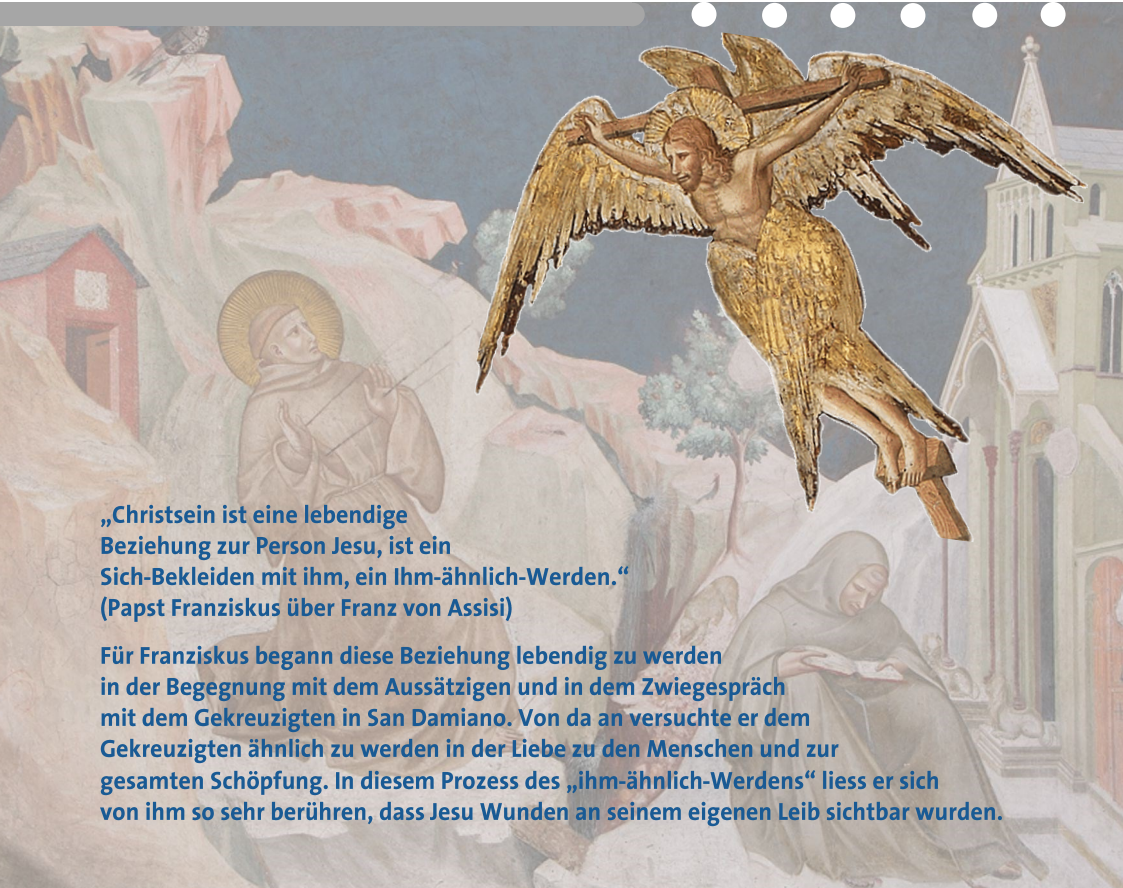 „Christsein ist eine lebendige
Beziehung zur Person Jesu, ist ein
Sich-Bekleiden mit ihm, ein Ihm-ähnlich-Werden.“
(Papst Franziskus über Franz von Assisi)
Für Franziskus begann diese Beziehung lebendig zu werden
in der Begegnung mit dem Aussätzigen und in dem Zwiegespräch
mit dem Gekreuzigten in San Damiano. Von da an versuchte er dem
Gekreuzigten ähnlich zu werden in der Liebe zu den Menschen und zur
gesamten Schöpfung. In diesem Prozess des „ihm-ähnlich-Werdens“ liess er sich
von ihm so sehr berühren, dass Jesu Wunden an seinem eigenen Leib sichtbar wurden.